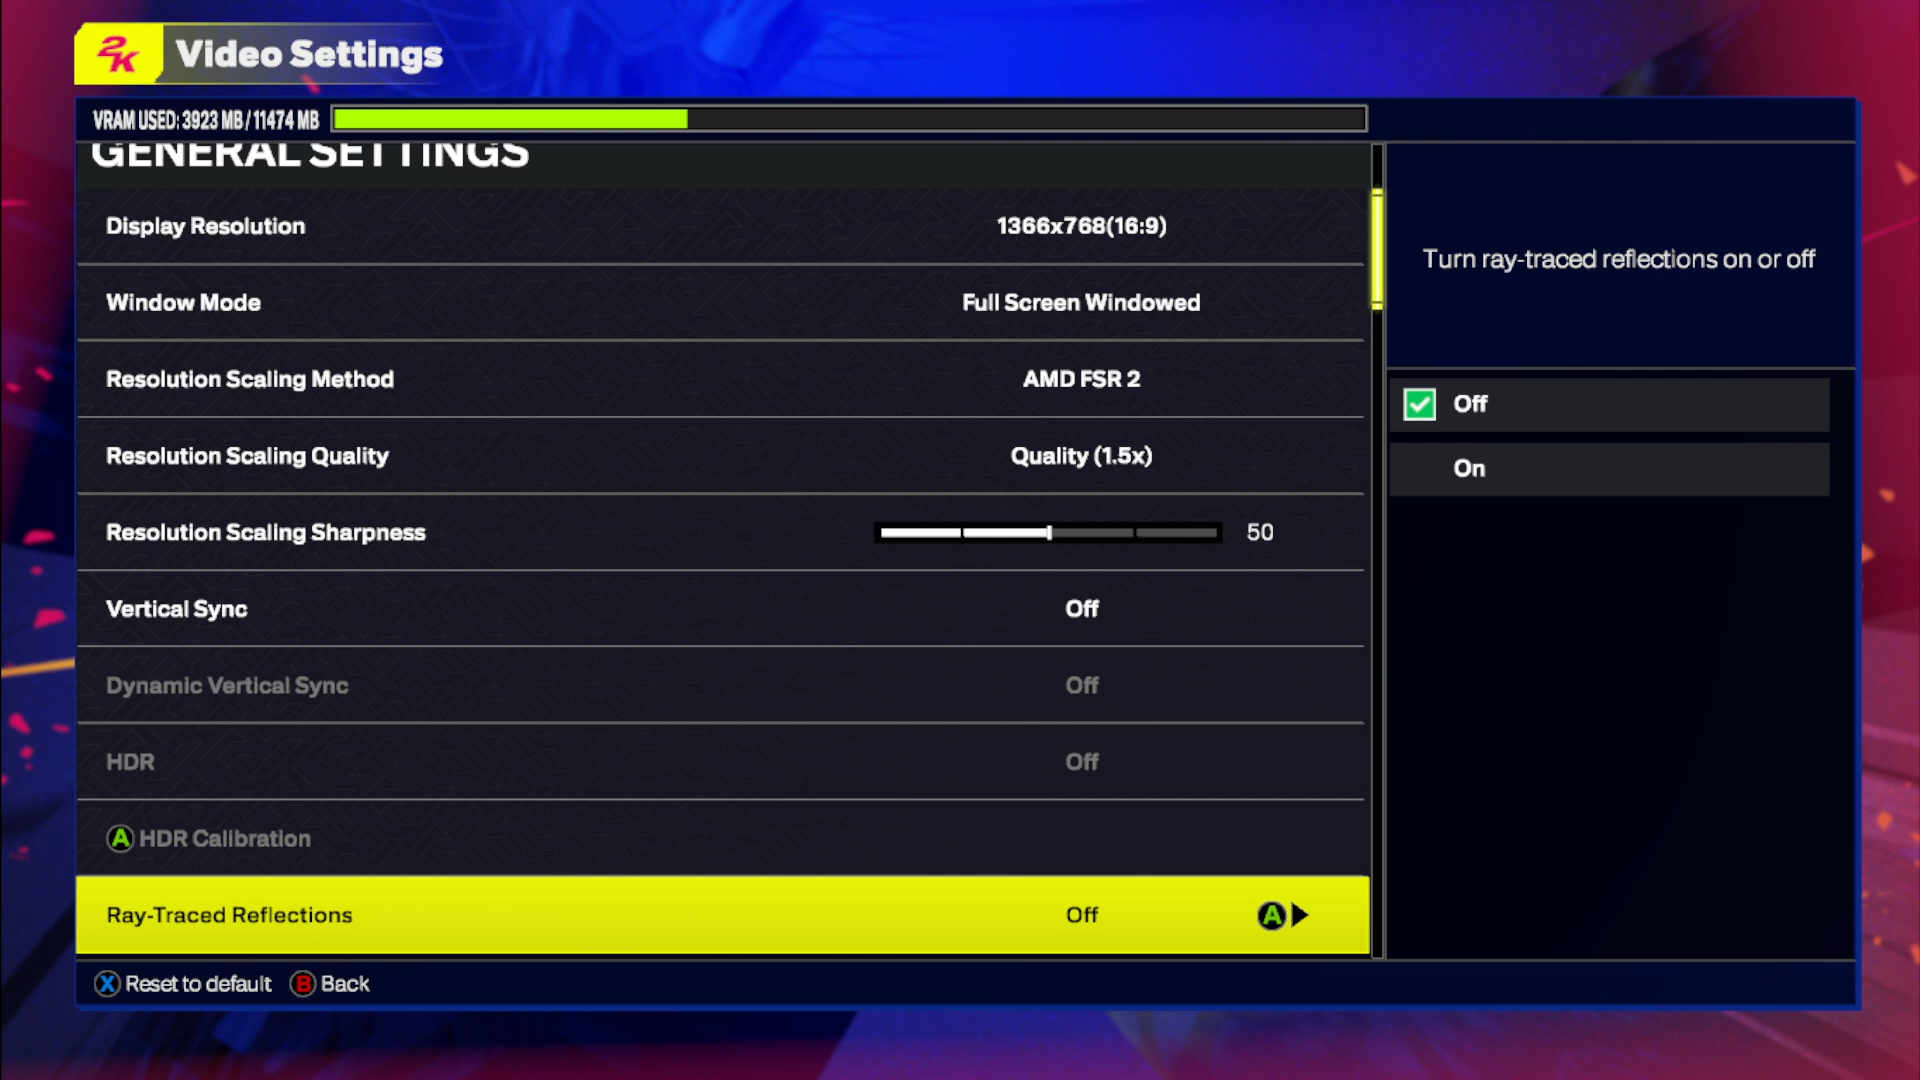 2K
Video Settings
VRAM USED: 3923 MB / 11474 MB
GENERAL SETTINGS
Display Resolution 1366x768(16:9)
Window Mode Full Screen Windowed
Resolution Scaling Method AMD FSR 2
Resolution Scaling Quality Quality (1.5x)
Resolution Scaling Sharpness 50
Vertical Sync Off
Dynamic Vertical Sync Off
HDR Off
A HDR Calibration
Ray-Traced Reflections Off A
Turn ray-traced reflections on or off
Off
On
X Reset to default B Back